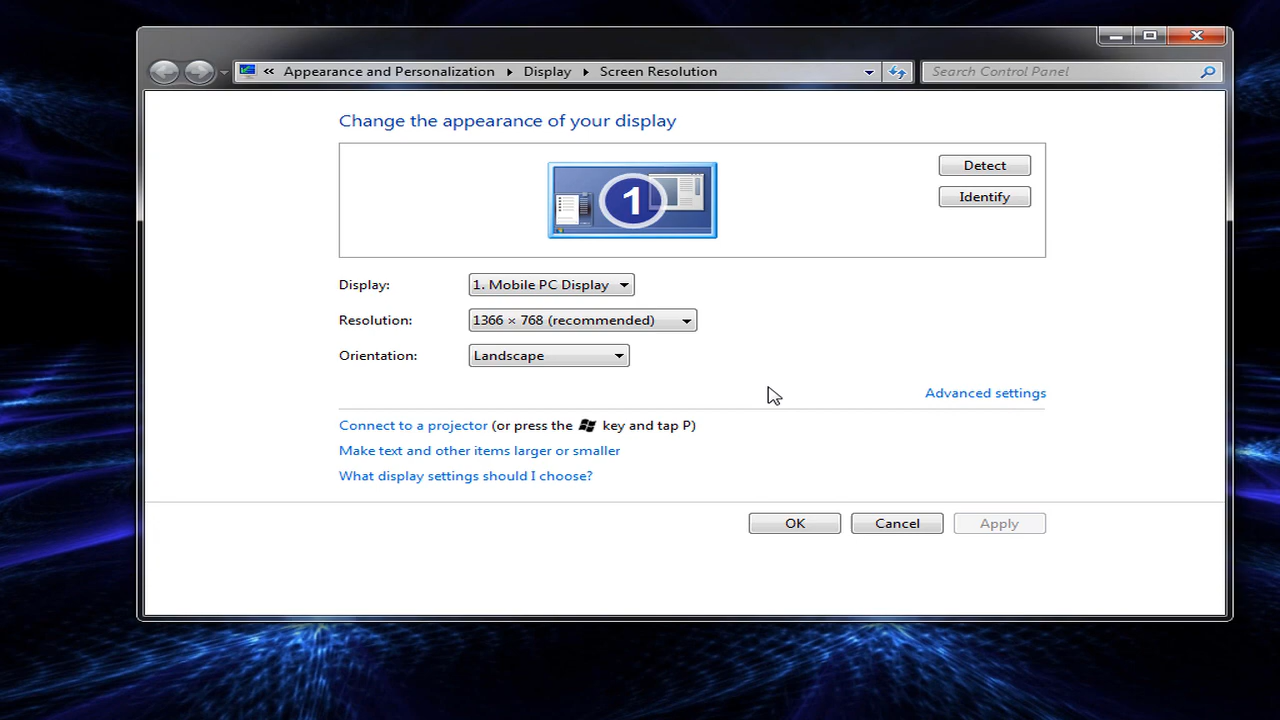 « Appearance and Personalization ▸ Display ▸ Screen Resolution
Search Control Panel
Change the appearance of your display
1
Detect
Identify
Display: 1. Mobile PC Display
Resolution: 1366 × 768 (recommended)
Orientation: Landscape
Advanced settings
Connect to a projector (or press the key and tap P)
Make text and other items larger or smaller
What display settings should I choose?
OK Cancel Apply